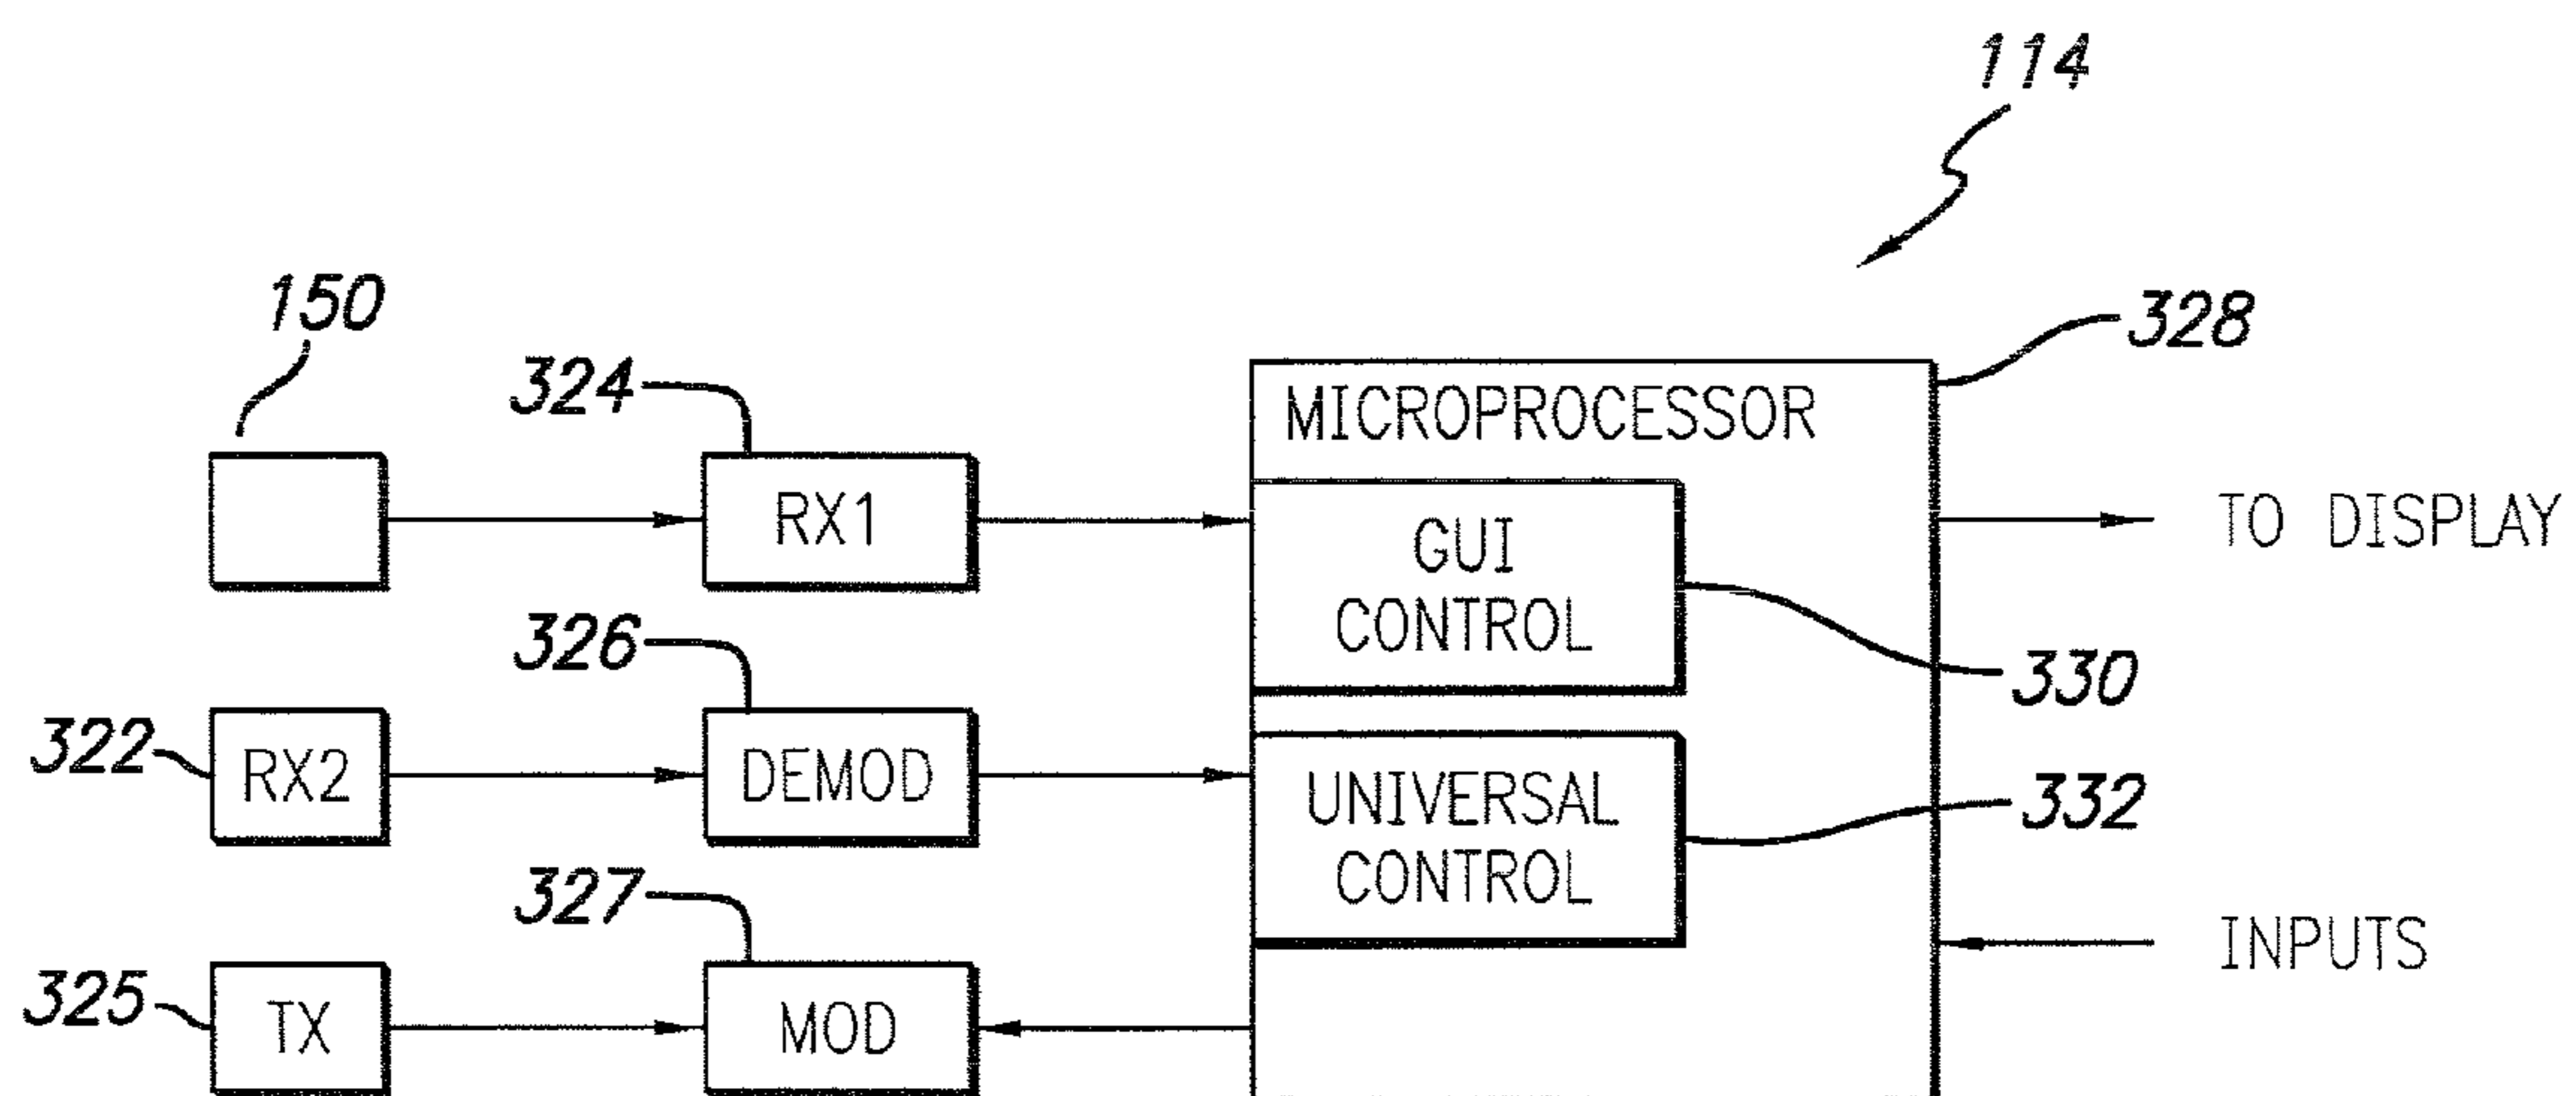 114
150
328
324
MICROPROCESSOR
RX1
GUI
CONTROL
TO DISPLAY
326
330
322
RX2
DEMOD
UNIVERSAL
CONTROL
332
327
INPUTS
325
TX
MOD